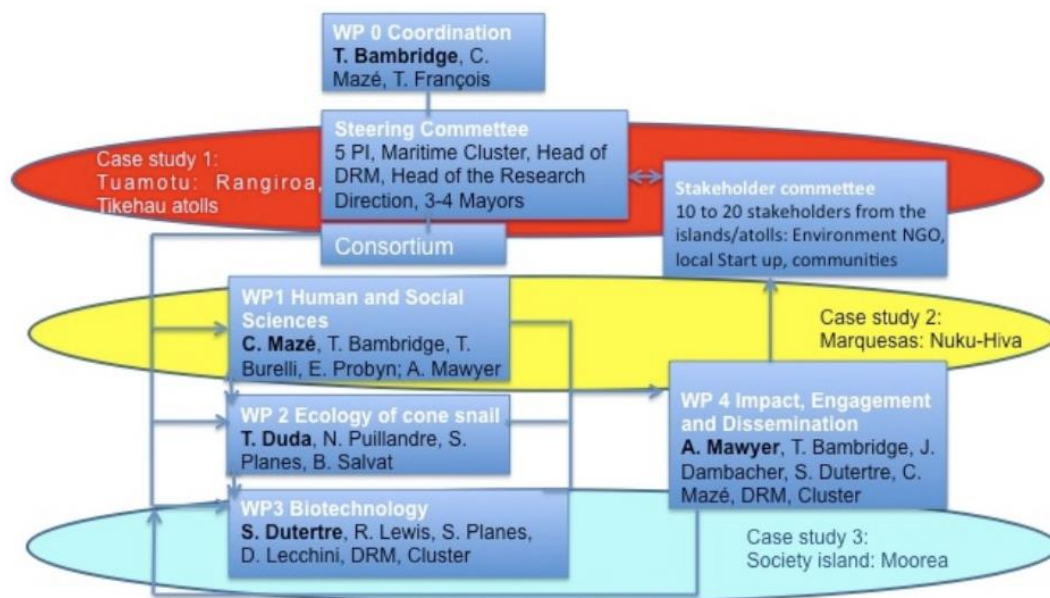 WP 0 Coordination
T. Bambridge, C.
Mazé, T. François
Steering Commettee
5 PI, Maritime Cluster, Head of
DRM, Head of the Research
Direction, 3-4 Mayors
Case study 1:
Tuamotu: Rangiroa,
Tikehau atolls
Stakeholder commettee
10 to 20 stakeholders from the
islands/atolls: Environment NGO,
local Start up, communities
Consortium
WP1 Human and Social
Sciences
C. Mazé, T. Bambridge, T.
Burelli, E. Probyn; A. Mawyer
Case study 2:
Marquesas: Nuku-Hiva
WP 2 Ecology of cone snail
T. Duda, N. Puillandre, S.
Planes, B. Salvat
WP 4 Impact, Engagement
and Dissemination
A. Mawyer, T. Bambridge, J.
Dambacher, S. Dutertre, C.
Mazé, DRM, Cluster
WP3 Biotechnology
S. Dutertre, R. Lewis, S. Planes,
D. Lecchini, DRM, Cluster
Case study 3:
Society island: Moorea